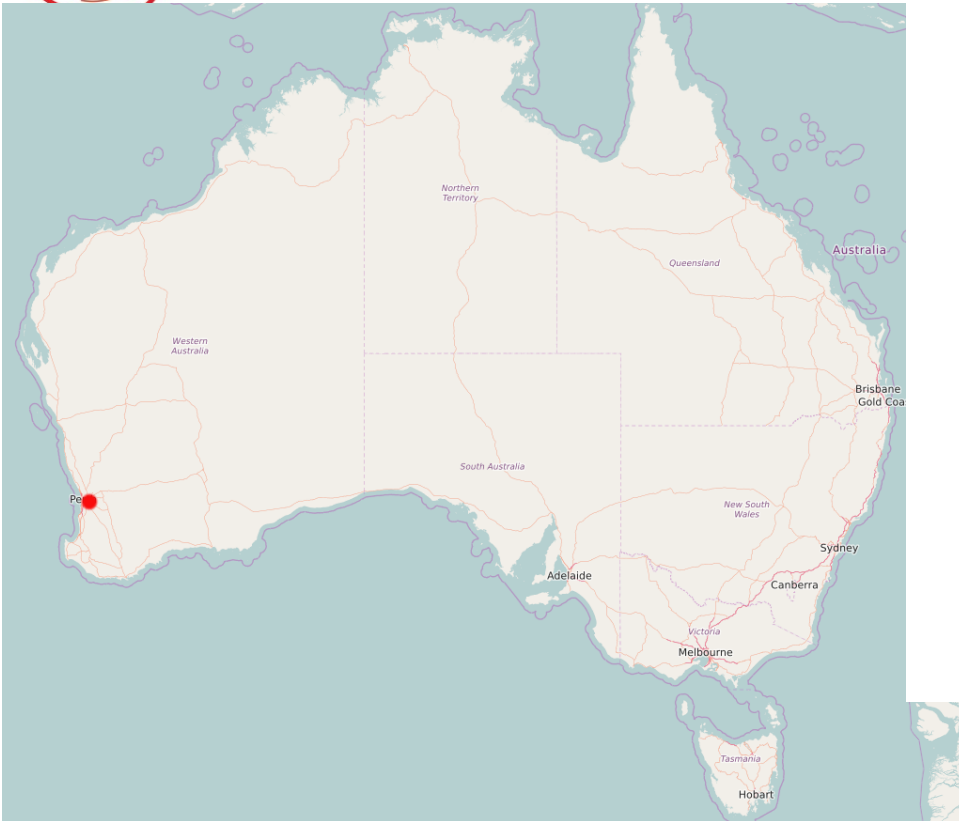 Northern
Territory
Australia
Queensland
Western
Australia
Brisbane
Gold Coa
South Australia
Pe
New South
Wales
Sydney
Adelaide
Canberra
Victoria
Melbourne
Tasmania
Hobart